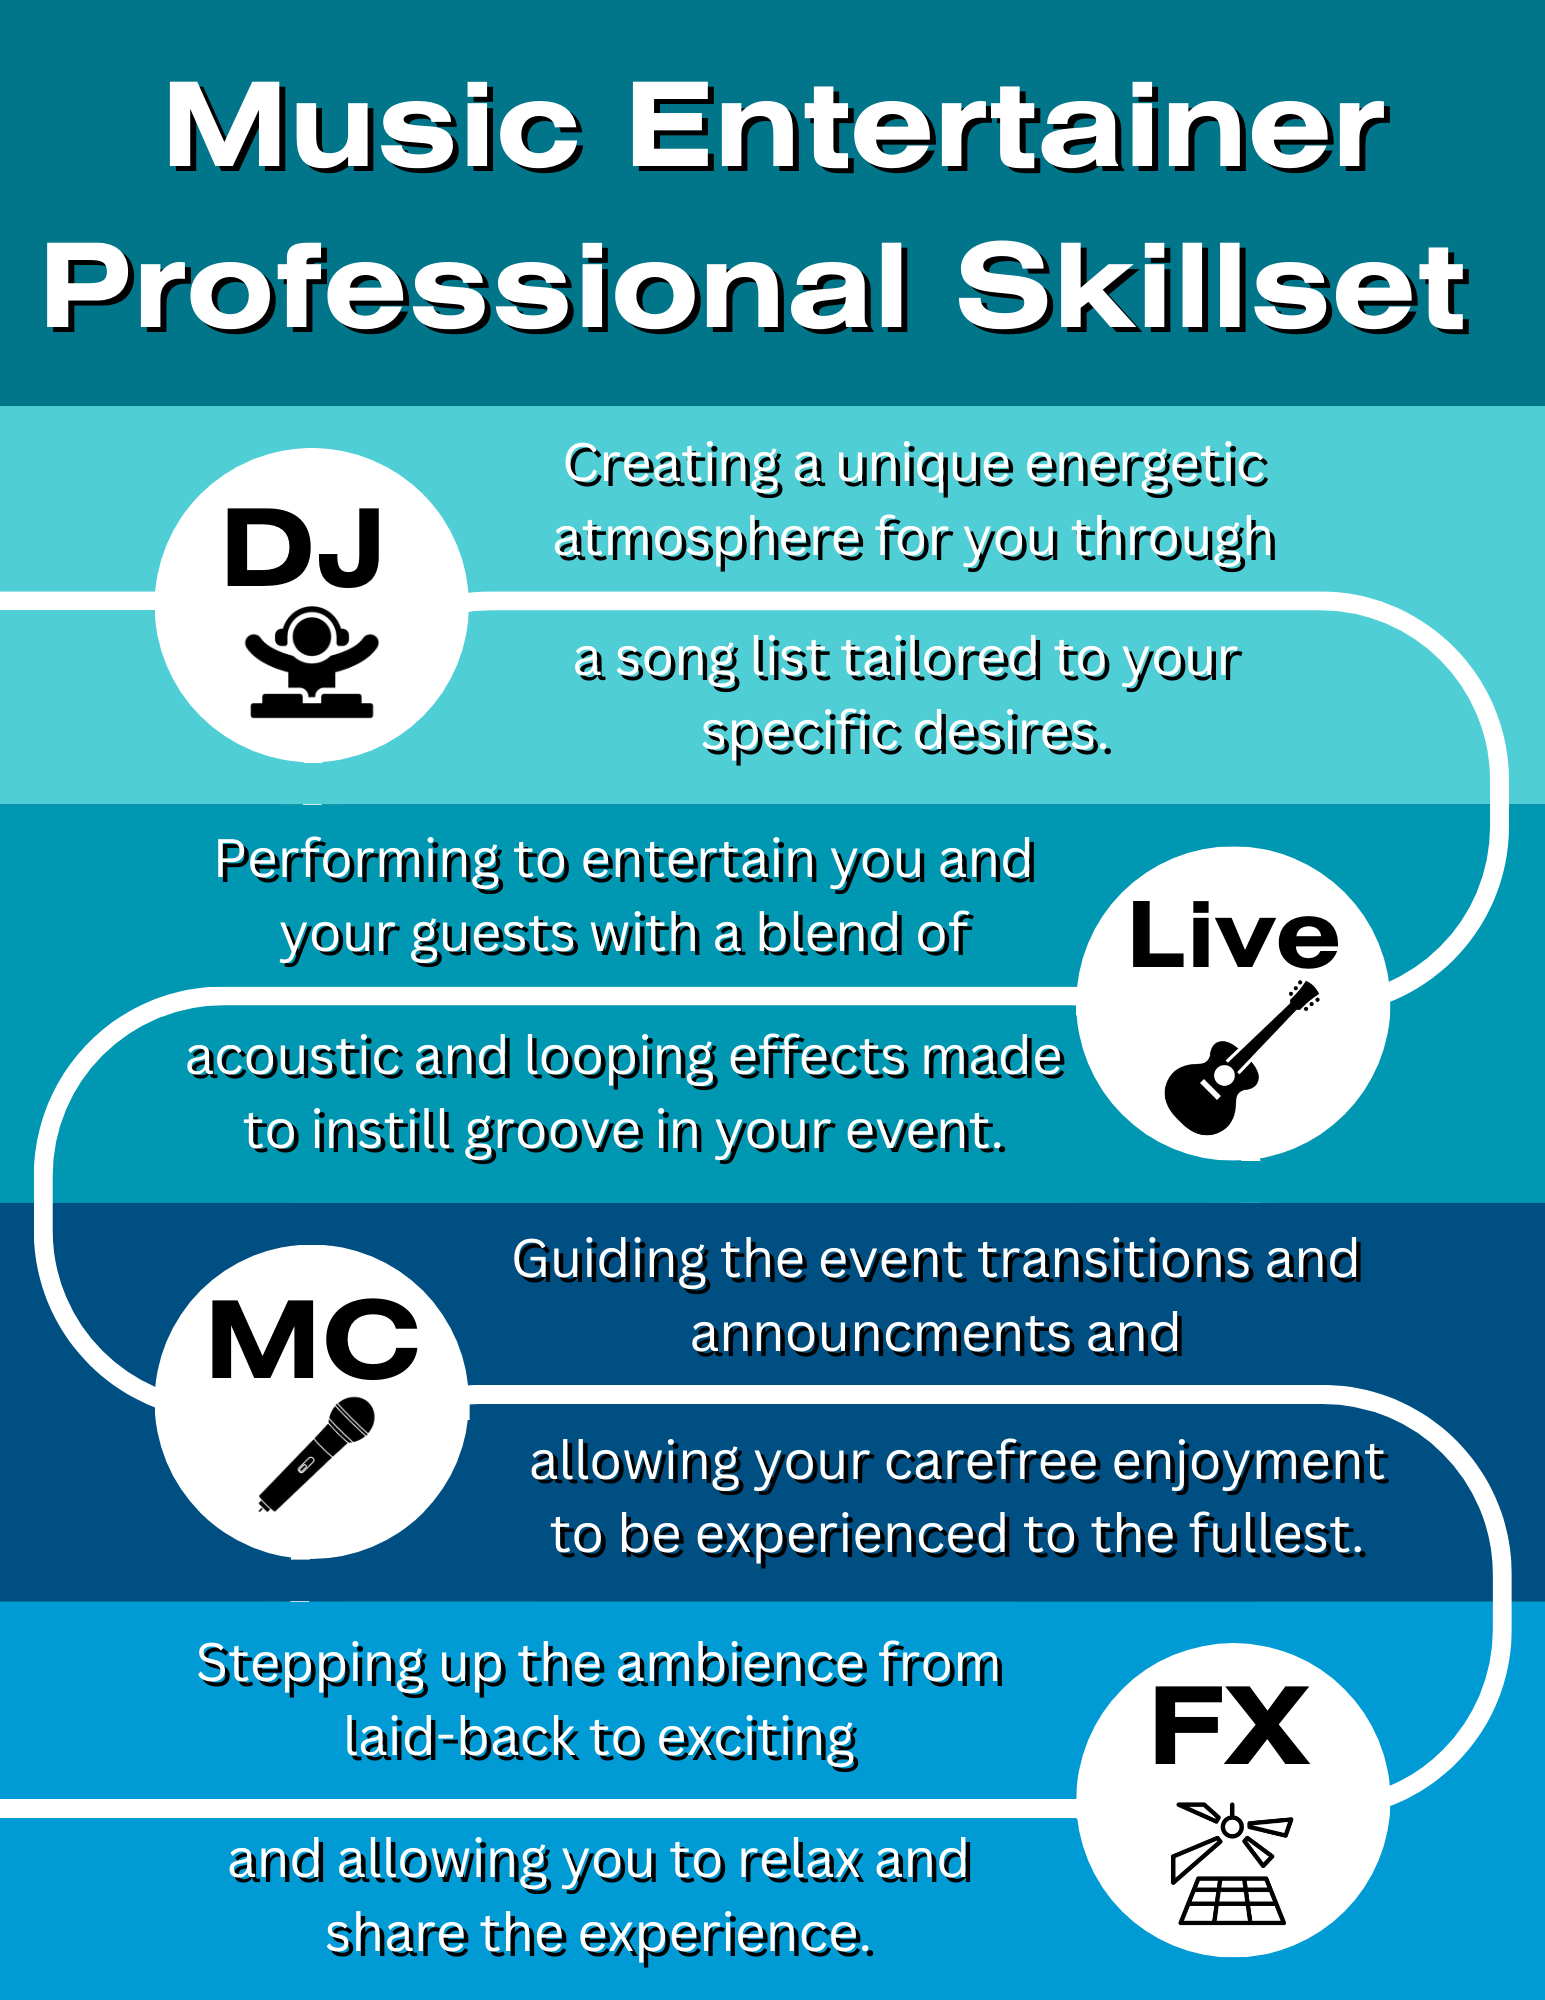 Music Entertainer
Professional Skillset
DJ
Creating a unique energetic
atmosphere for you through
a song list tailored to your
specific desires.
Live
Performing to entertain you and
your guests with a blend of
acoustic and looping effects made
to instill groove in your event.
MC
Guiding the event transitions and
announcments and
allowing your carefree enjoyment
to be experienced to the fullest.
FX
Stepping up the ambience from
laid-back to exciting
and allowing you to relax and
share the experience.